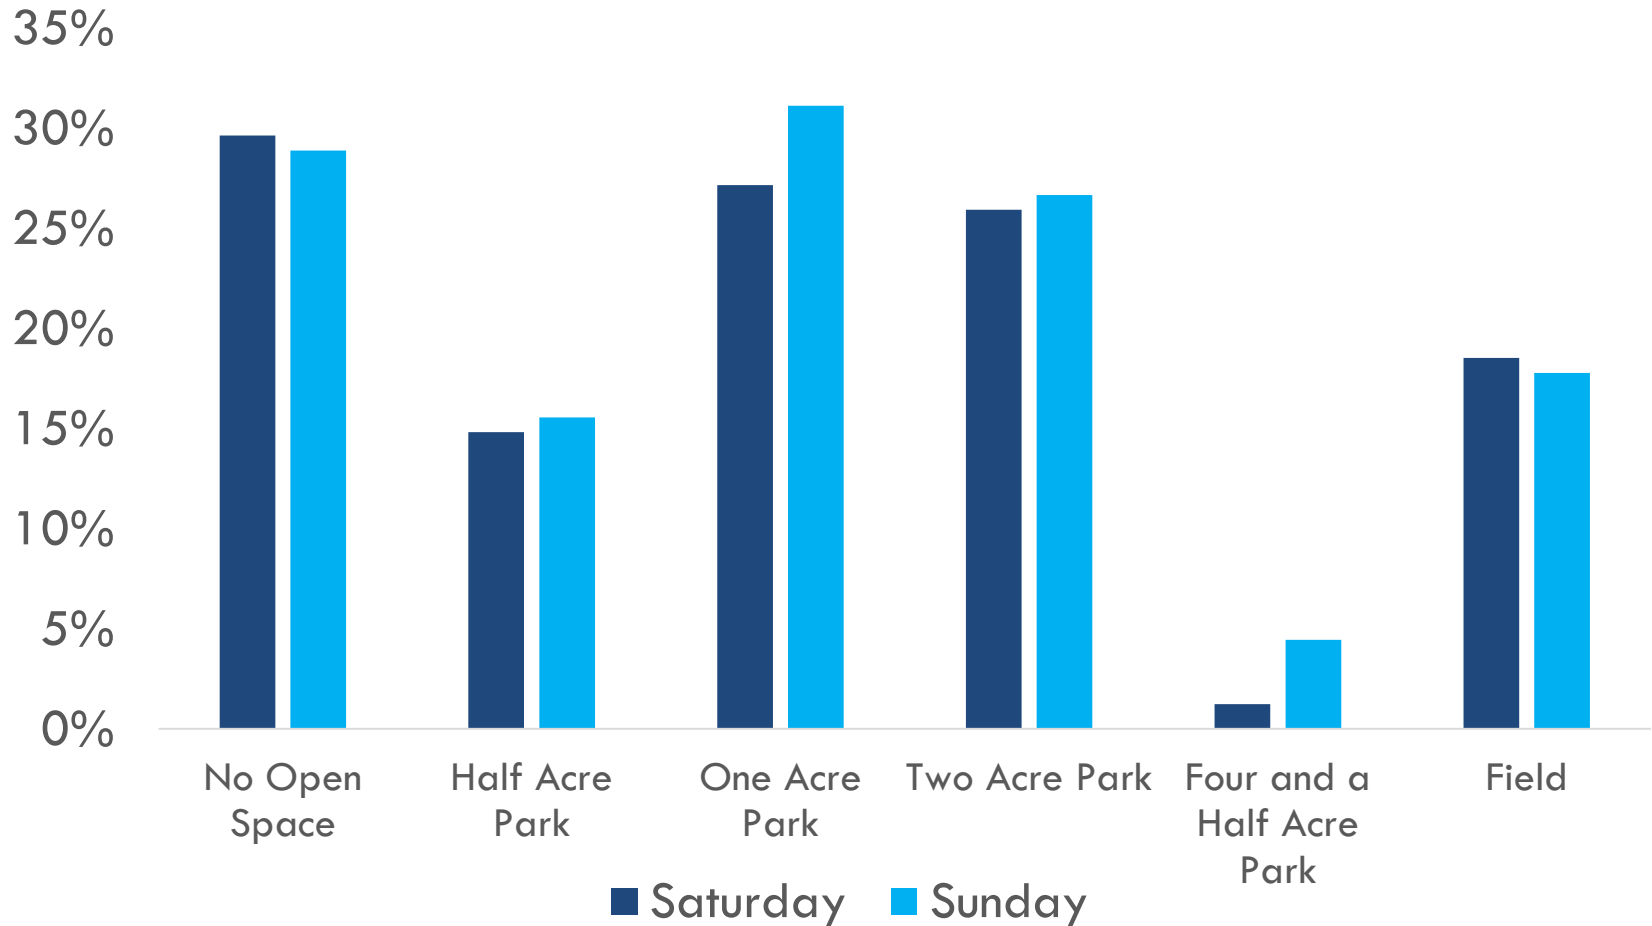 35%
30%
25%
20%
15%
10%
5%
0%
No Open
Space
Half Acre
Park
One Acre
Park
Two Acre Park
Four and a
Half Acre
Park
Field
Saturday
Sunday